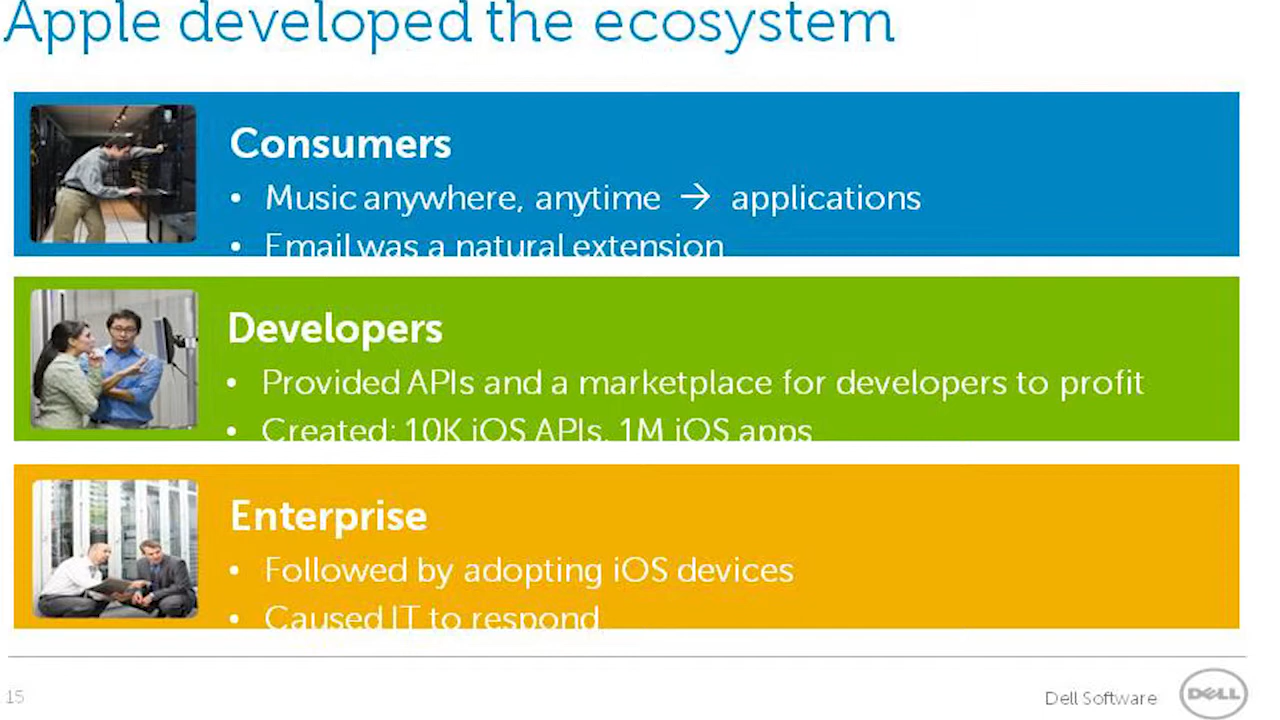 Apple developed the ecosystem
Consumers
• Music anywhere, anytime → applications
• Email was a natural extension
Developers
• Provided APIs and a marketplace for developers to profit
• Created: 10K iOS APIs, 1M iOS apps
Enterprise
• Followed by adopting iOS devices
• Caused IT to respond
15
Dell Software
DELL